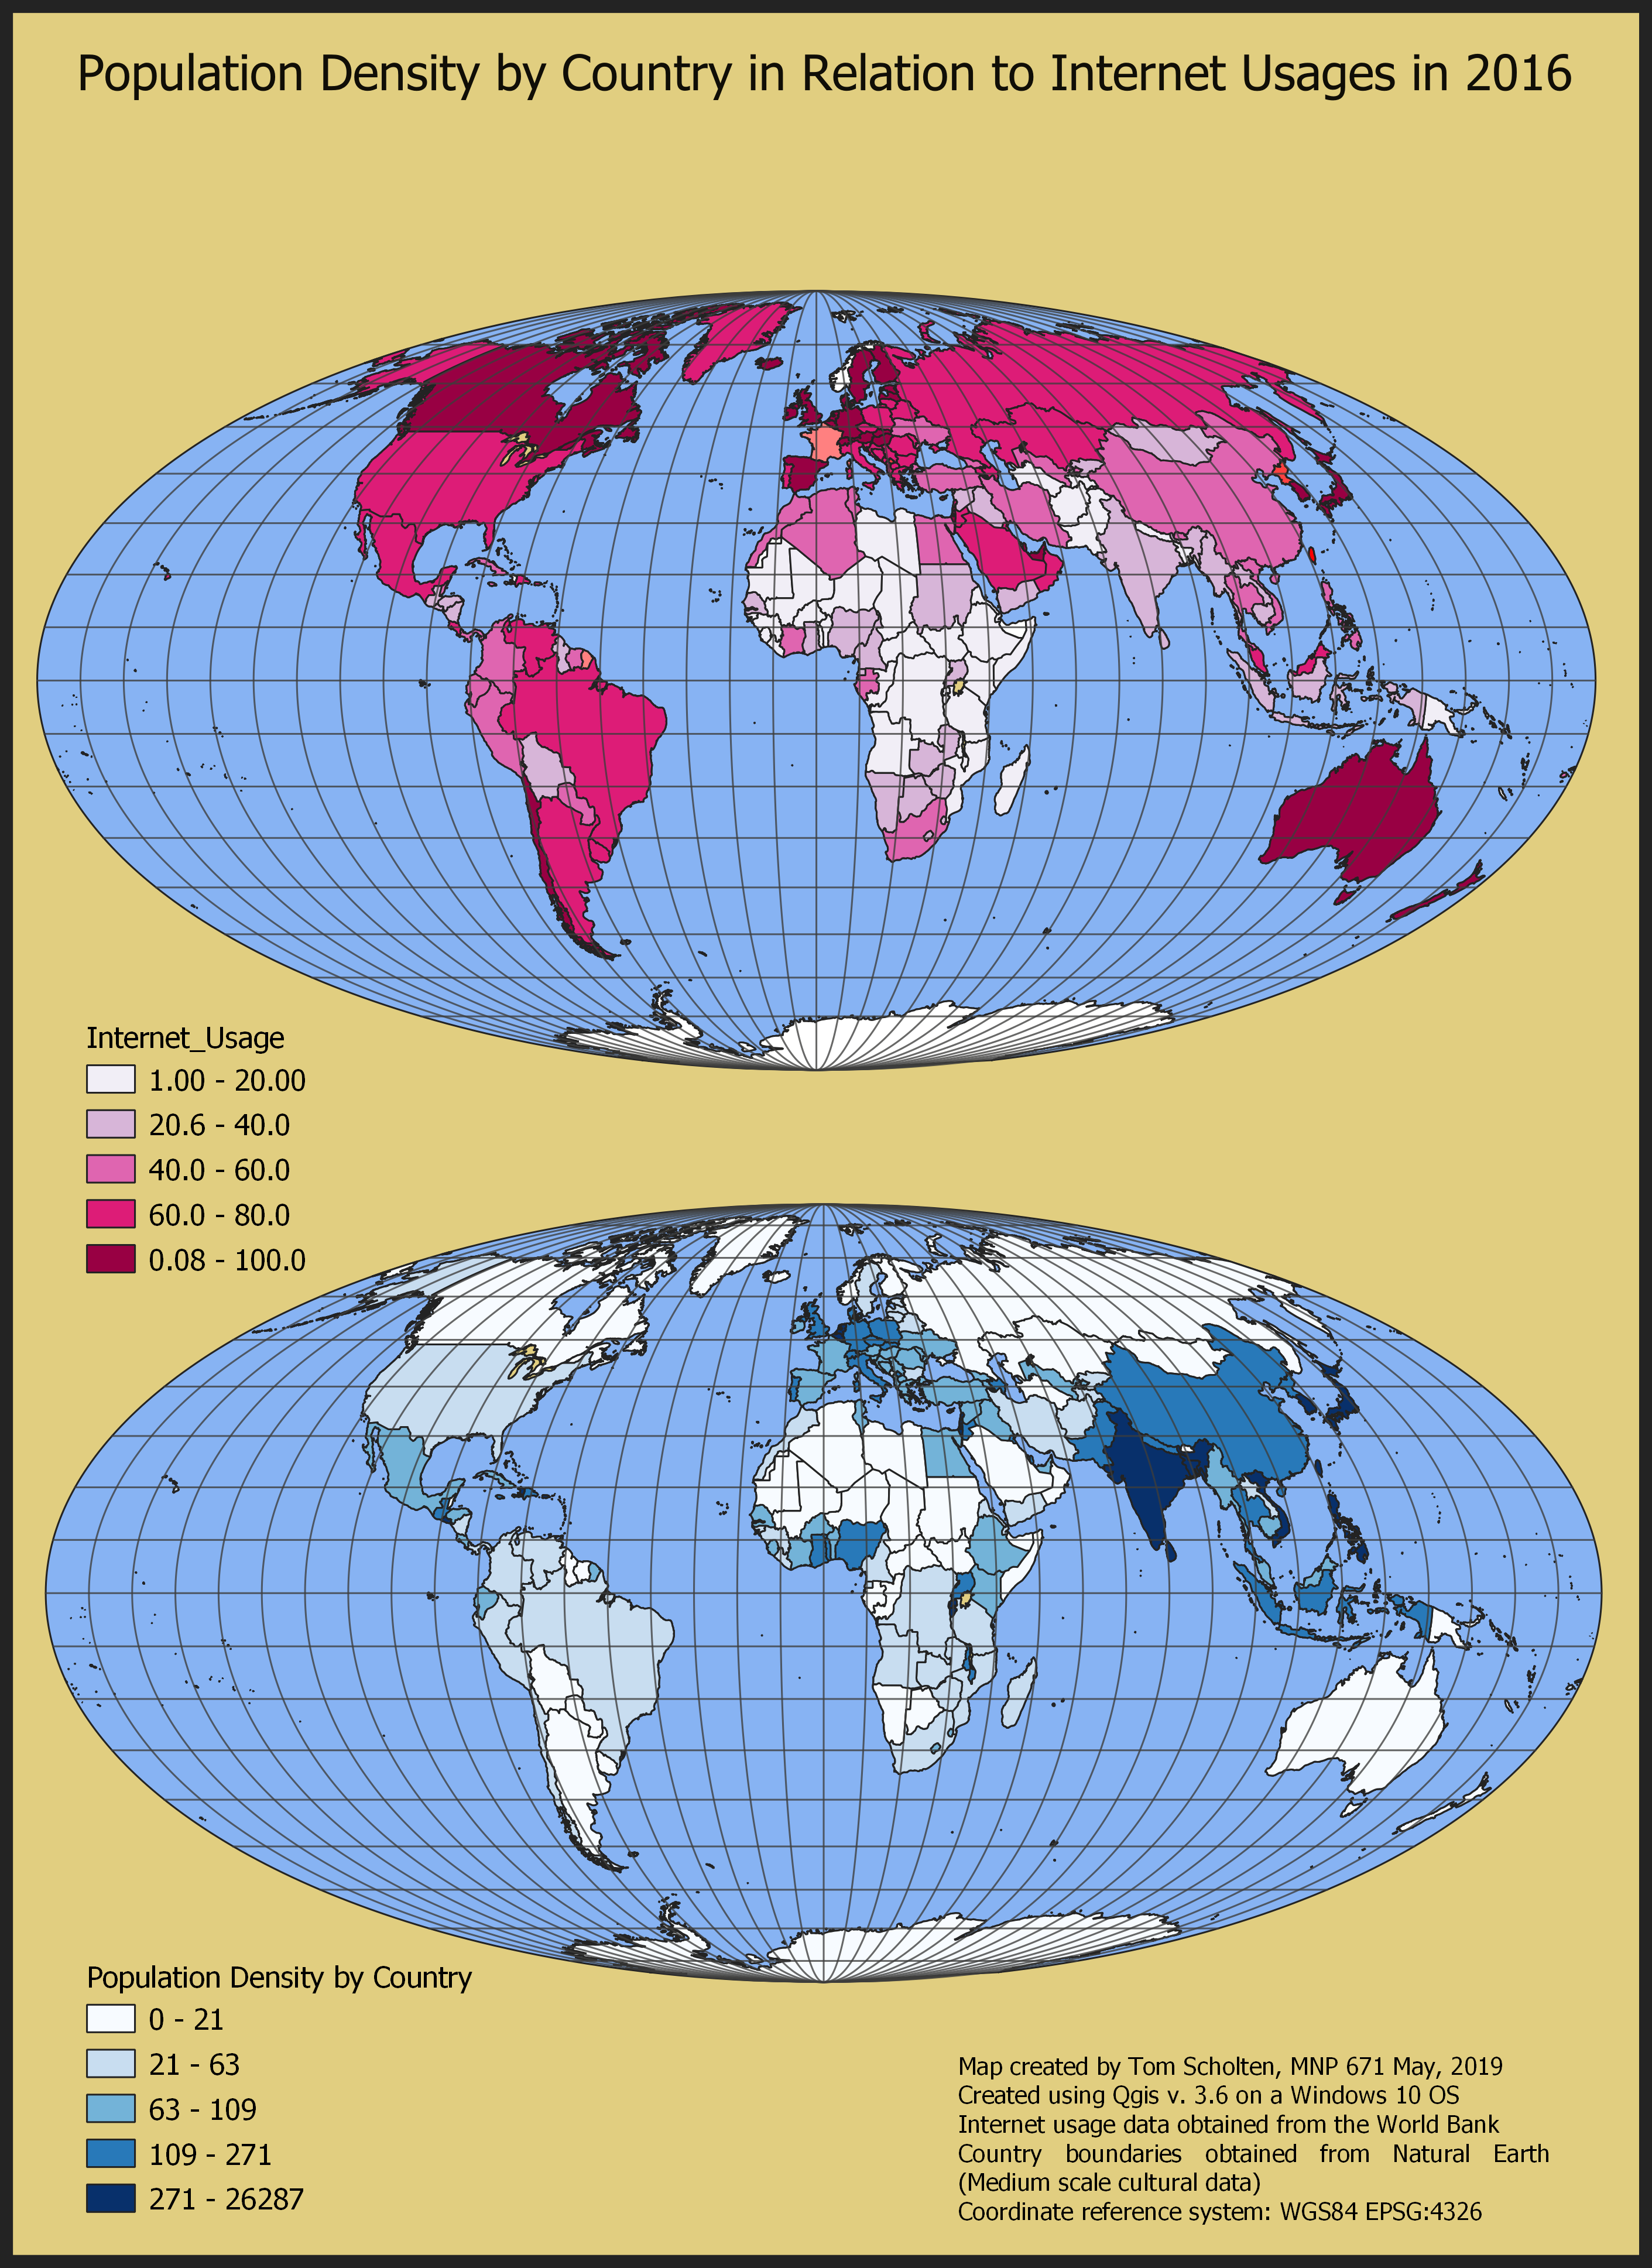 Population Density by Country in Relation to Internet Usages in 2016
Internet_Usage
1.00 - 20.00
20.6 - 40.0
40.0 - 60.0
60.0 - 80.0
0.08 - 100.0
Population Density by Country
0 - 21
21 - 63
63 - 109
109 - 271
271 - 26287
Map created by Tom Scholten, MNP 671 May, 2019
Created using Qgis v. 3.6 on a Windows 10 OS
Internet usage data obtained from the World Bank
Country boundaries obtained from Natural Earth
(Medium scale cultural data)
Coordinate reference system: WGS84 EPSG:4326